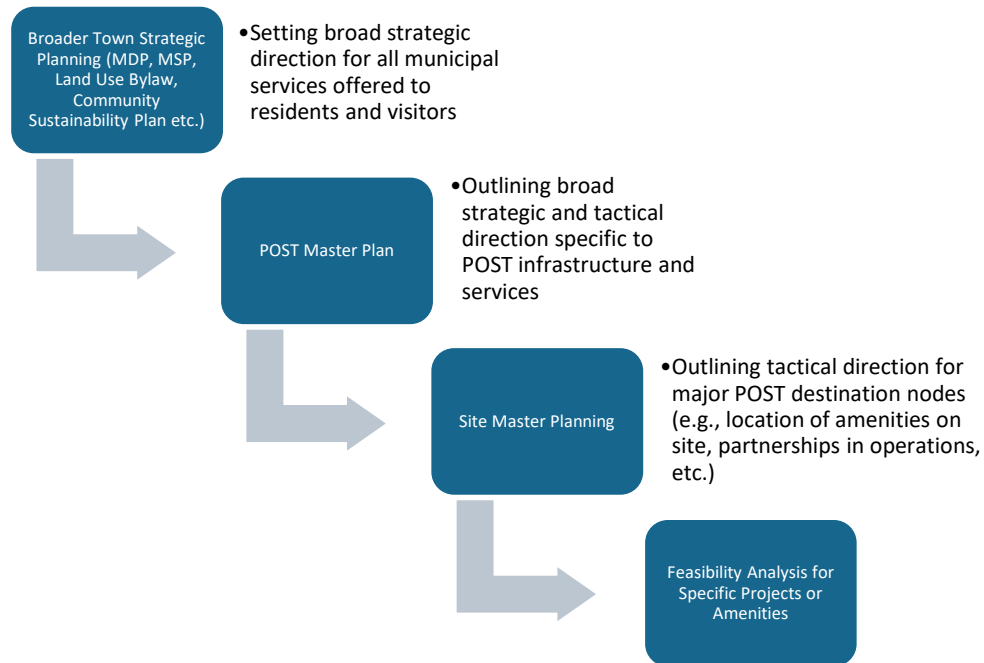 Broader Town Strategic
Planning (MDP, MSP,
Land Use Bylaw,
Community
Sustainability Plan etc.)
•Setting broad strategic
direction for all municipal
services offered to
residents and visitors
POST Master Plan
•Outlining broad
strategic and tactical
direction specific to
POST infrastructure and
services
Site Master Planning
•Outlining tactical direction for
major POST destination nodes
(e.g., location of amenities on
site, partnerships in operations,
etc.)
Feasibility Analysis for
Specific Projects or
Amenities